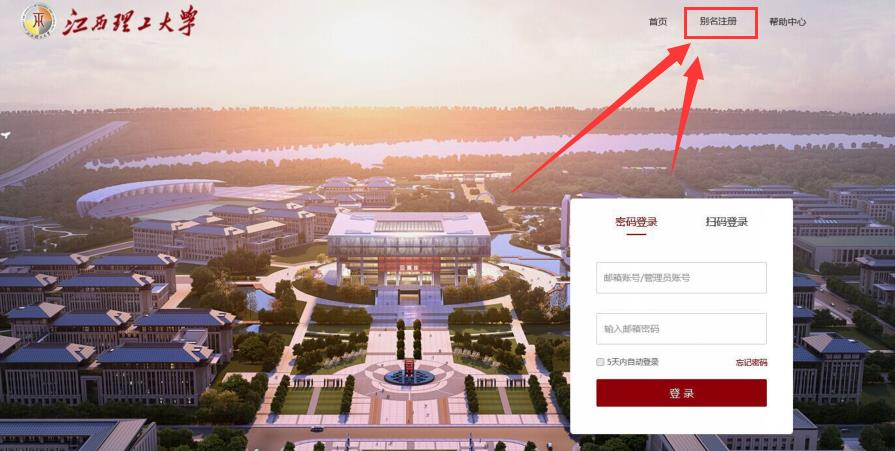 江西理工大学
首页 别名注册 帮助中心
密码登录 扫码登录
邮箱账号/管理员账号
输入邮箱密码
5天内自动登录 忘记密码
登 录